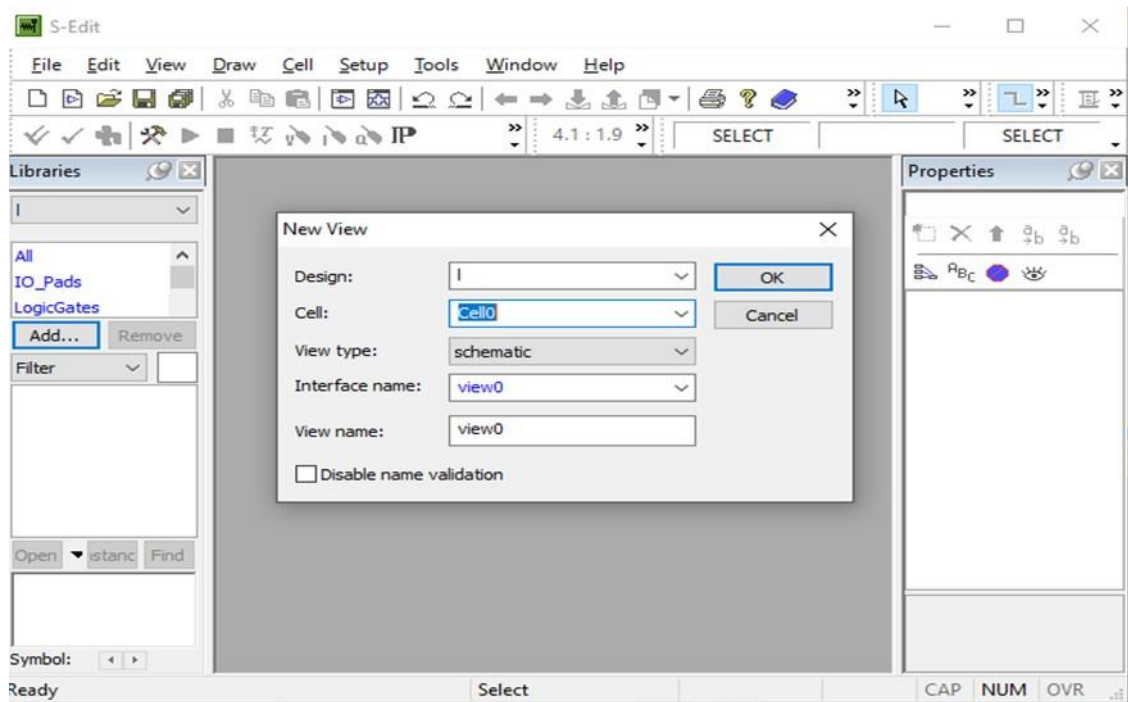 S-Edit
File Edit View Draw Cell Setup Tools Window Help
IP 4.1 : 1.9 SELECT SELECT
Libraries
Properties
l
All
IO_Pads
LogicGates
Add... Remove
Filter
Open Find
Symbol:
New View
Design: l
OK
Cell: Cell0
Cancel
View type: schematic
Interface name: view0
View name: view0
Disable name validation
Ready Select CAP NUM OVR